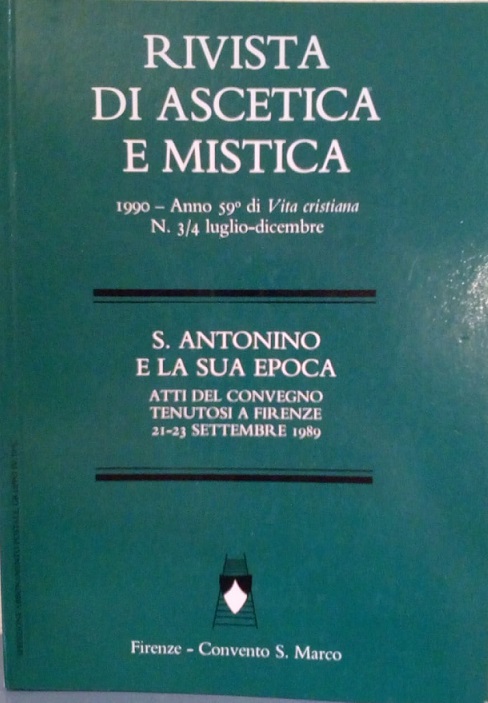 RIVISTA
DI ASCETICA
E MISTICA
1990 – Anno 59º di Vita cristiana
N. 3/4 luglio-dicembre
S. ANTONINO
E LA SUA EPOCA
ATTI DEL CONVEGNO
TENUTOSI A FIRENZE
21-23 SETTEMBRE 1989
Firenze - Convento S. Marco